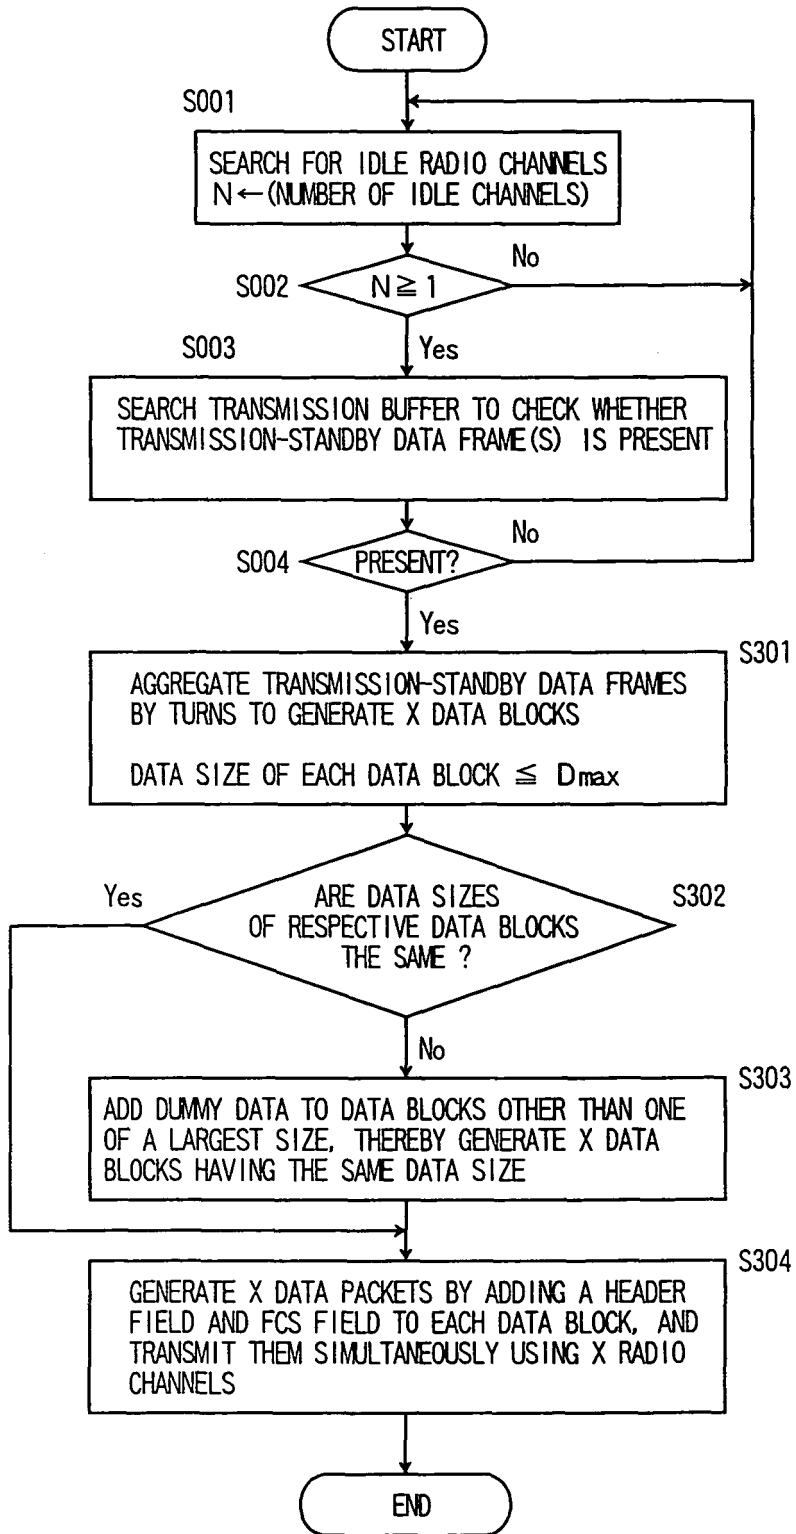 START
S001
SEARCH FOR IDLE RADIO CHANNELS
N←(NUMBER OF IDLE CHANNELS)
No
S002
N≧1
S003
Yes
SEARCH TRANSMISSION BUFFER TO CHECK WHETHER
TRANSMISSION-STANDBY DATA FRAME(S) IS PRESENT
No
S004
PRESENT?
Yes
S301
AGGREGATE TRANSMISSION-STANDBY DATA FRAMES
BY TURNS TO GENERATE X DATA BLOCKS
DATA SIZE OF EACH DATA BLOCK ≦ Dmax
Yes
S302
ARE DATA SIZES
OF RESPECTIVE DATA BLOCKS
THE SAME ?
No
S303
ADD DUMMY DATA TO DATA BLOCKS OTHER THAN ONE
OF A LARGEST SIZE, THEREBY GENERATE X DATA
BLOCKS HAVING THE SAME DATA SIZE
S304
GENERATE X DATA PACKETS BY ADDING A HEADER
FIELD AND FCS FIELD TO EACH DATA BLOCK, AND
TRANSMIT THEM SIMULTANEOUSLY USING X RADIO
CHANNELS
END